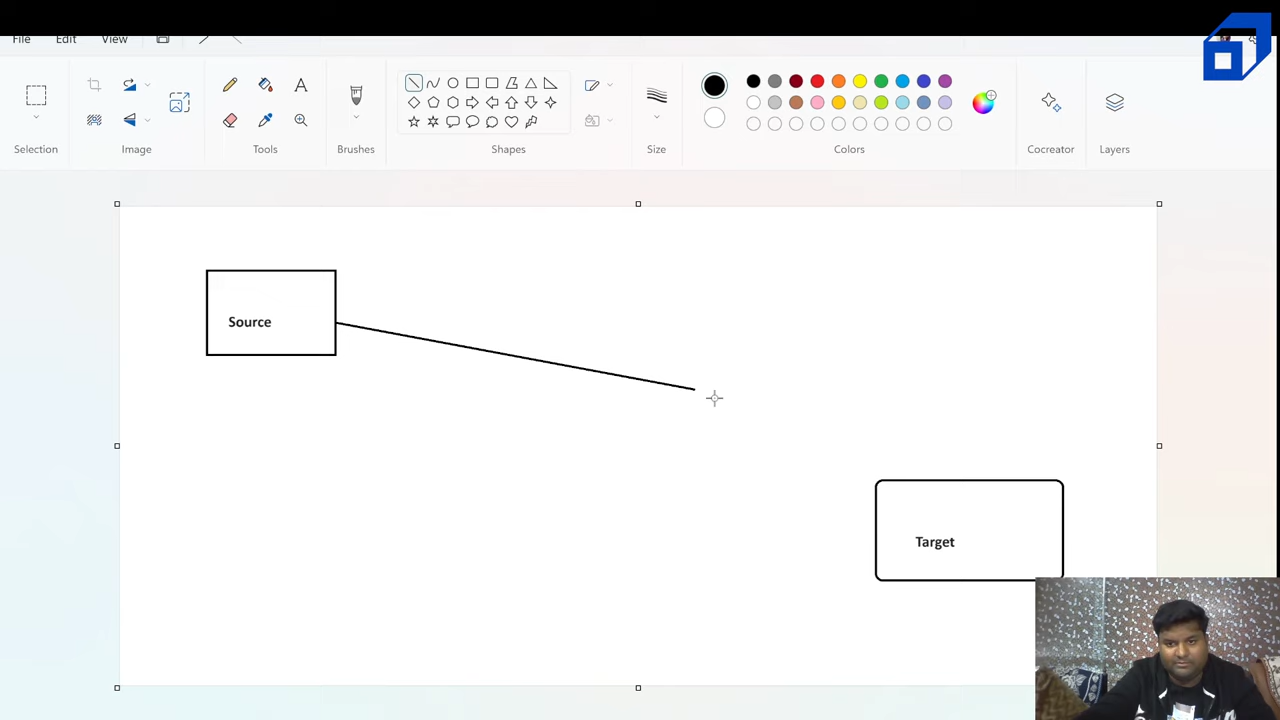 File Edit View
Selection Image Tools Brushes Shapes Size Colors Cocreator Layers
Source
Target